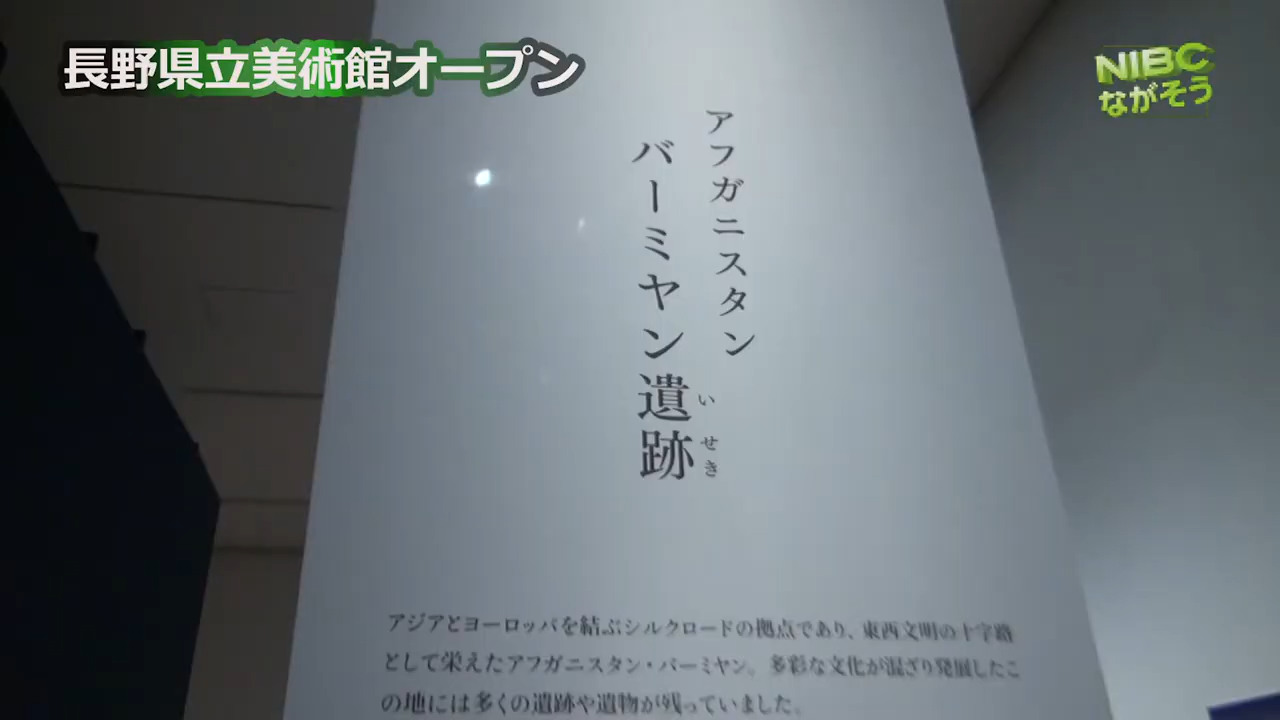 長野県立美術館オープン
NIBC
ながそう
アフガニスタン
バーミヤン遺跡
いせき
アジアとヨーロッパを結ぶシルクロードの拠点であり、東西文明の十字路
として栄えたアフガニスタン・バーミヤン。多彩な文化が混ざり発展したこ
の地には多くの遺跡や遺物が残っていました。